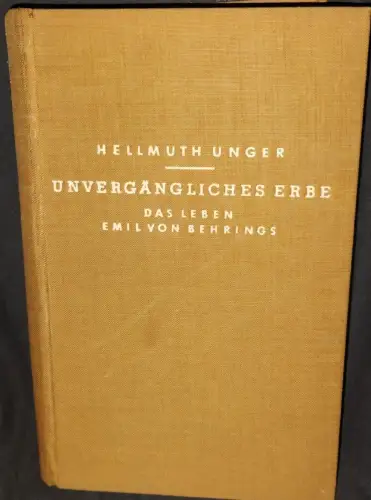 HELLMUTH UNGER
UNVERGÄNGLICHES ERBE
DAS LEBEN
EMIL VON BEHRINGS